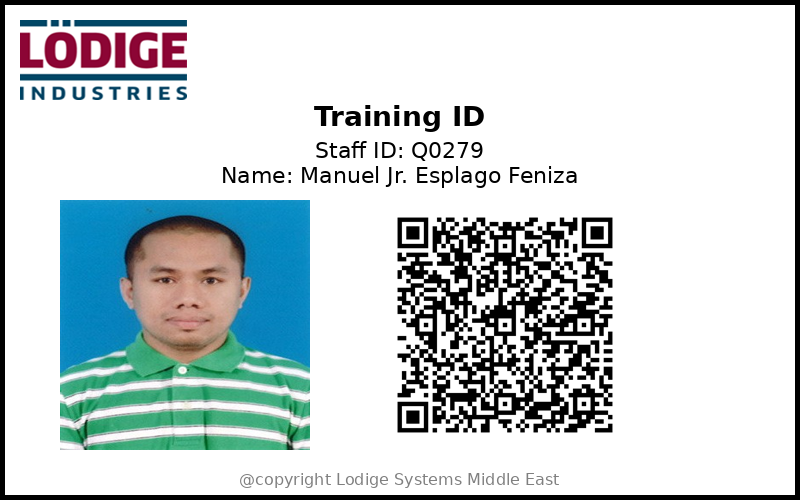 LÖDIGE
INDUSTRIES
Training ID
Staff ID: Q0279
Name: Manuel Jr. Esplago Feniza
@copyright Lodige Systems Middle East